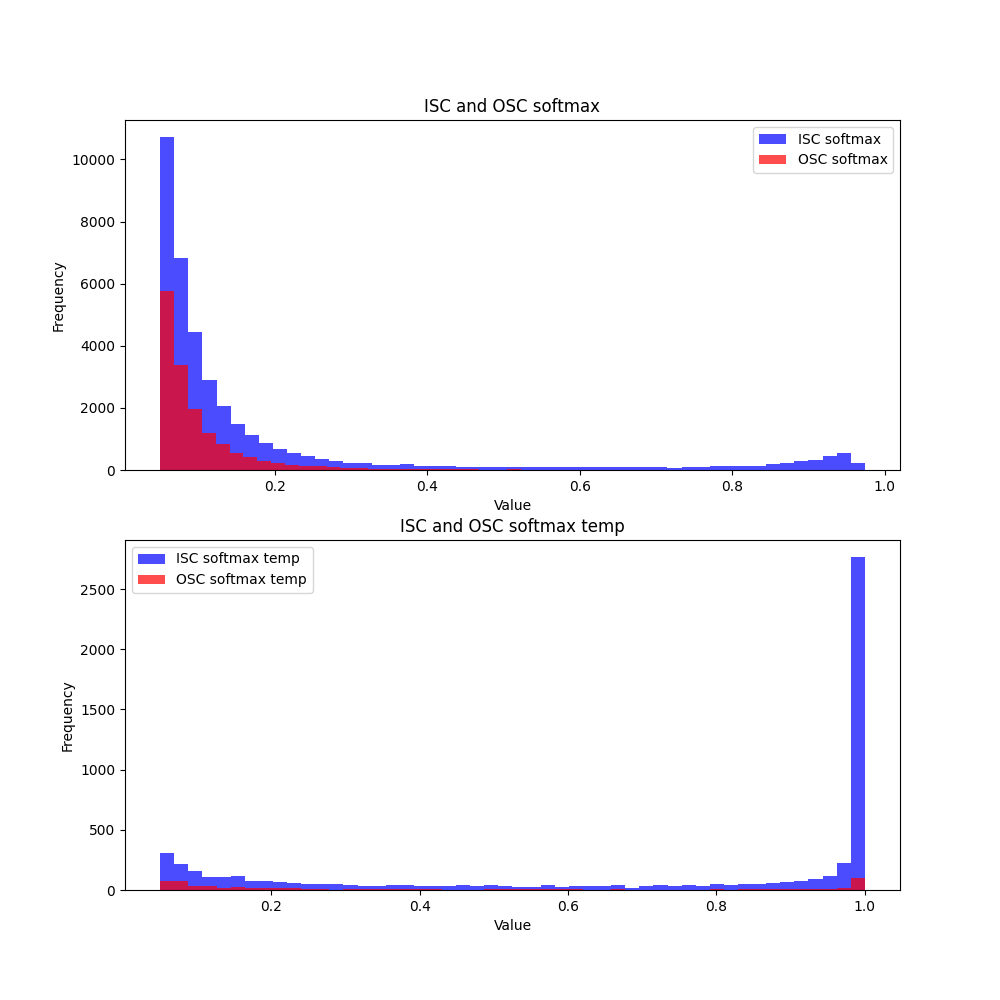 ISC and OSC softmax
ISC softmax
OSC softmax
Frequency
10000
8000
6000
4000
2000
0
0.2 0.4 0.6 0.8 1.0
Value
ISC and OSC softmax temp
ISC softmax temp
OSC softmax temp
Frequency
2500
2000
1500
1000
500
0
0.2 0.4 0.6 0.8 1.0
Value